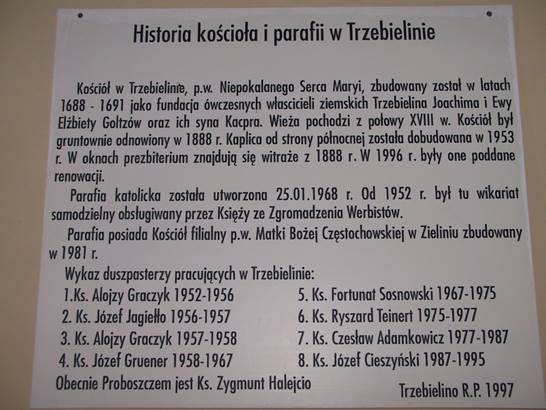 Historia kościoła i parafii w Trzebielinie
Kościół w Trzebielinie, p.w. Niepokalanego Serca Maryi, zbudowany został w latach
1688 - 1691 jako fundacja ówczesnych właścicieli ziemskich Trzebielina Joachima i Ewy
Elżbiety Goltzów oraz ich syna Kacpra. Wieża pochodzi z połowy XVIII w. Kościół był
gruntownie odnowiony w 1888 r. Kaplica od strony północnej została dobudowana w 1953
r. W oknach prezbiterium znajdują się witraże z 1888 r. W 1996 r. były one poddane
renowacji.
Parafia katolicka została utworzona 25.01.1968 r. Od 1952 r. był tu wikariat
samodzielny obsługiwany przez Księży ze Zgromadzenia Werbistów.
Parafia posiada Kościół filialny p.w. Matki Bożej Częstochowskiej w Zieliniu zbudowany
w 1981 r.
Wykaz duszpasterzy pracujących w Trzebielinie:
1.Ks. Alojzy Graczyk 1952-1956
2. Ks. Józef Jagiełło 1956-1957
3. Ks. Alojzy Graczyk 1957-1958
4. Ks. Józef Gruener 1958-1967
5. Ks. Fortunat Sosnowski 1967-1975
6. Ks. Ryszard Teinert 1975-1977
7. Ks. Czesław Adamkowicz 1977-1987
8. Ks. Józef Cieszyński 1987-1995
Obecnie Proboszczem jest Ks. Zygmunt Halejcio
Trzebielino R.P. 1997